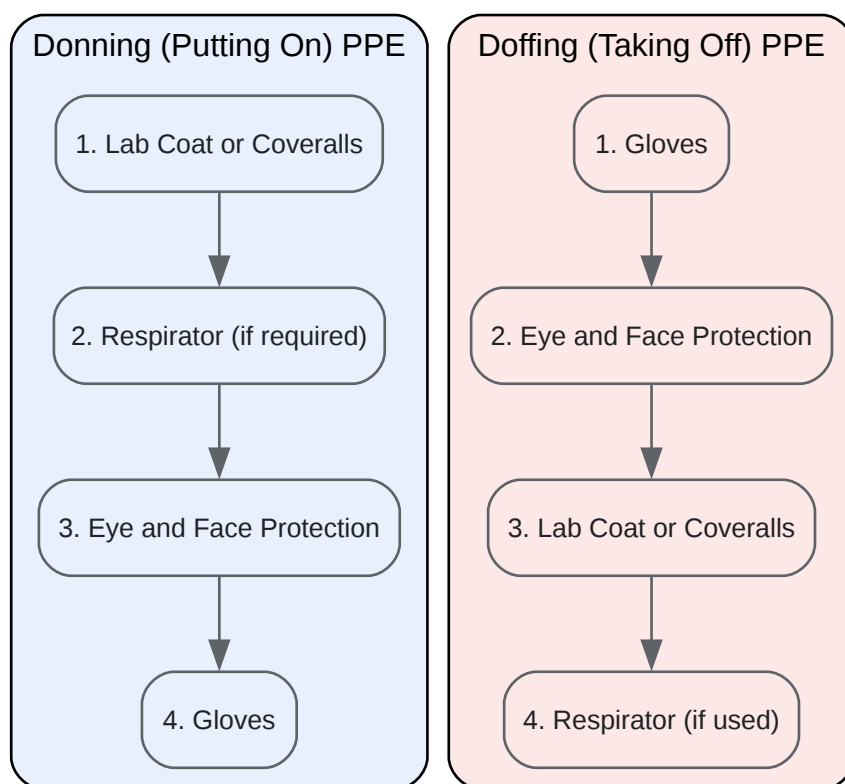 Donning (Putting On) PPE
1. Lab Coat or Coveralls
2. Respirator (if required)
3. Eye and Face Protection
4. Gloves
Doffing (Taking Off) PPE
1. Gloves
2. Eye and Face Protection
3. Lab Coat or Coveralls
4. Respirator (if used)